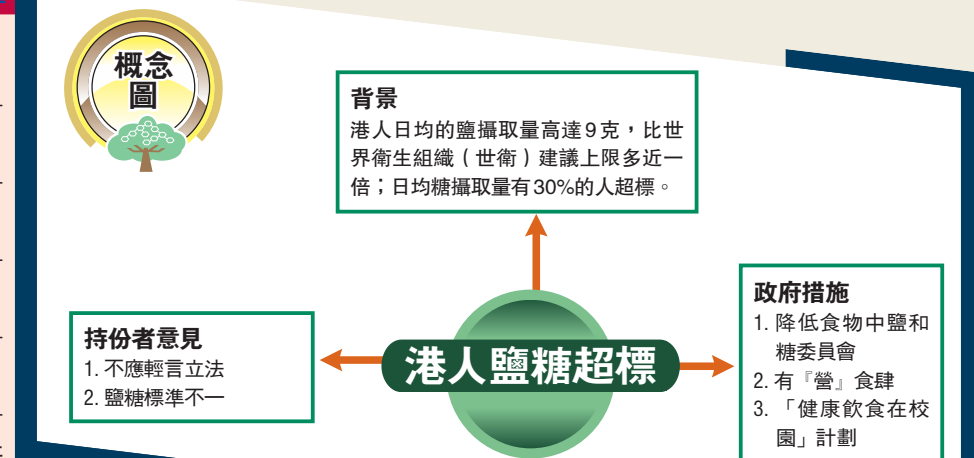 概念
圖
背景
港人日均的鹽攝取量高達9克，比世
界衞生組織（世衞）建議上限多近一
倍；日均糖攝取量有30%的人超標。
持份者意見
1. 不應輕言立法
2. 鹽糖標準不一
港人鹽糖超標
政府措施
1. 降低食物中鹽和
糖委員會
2. 有『營』食肆
3. 「健康飲食在校
園」計劃